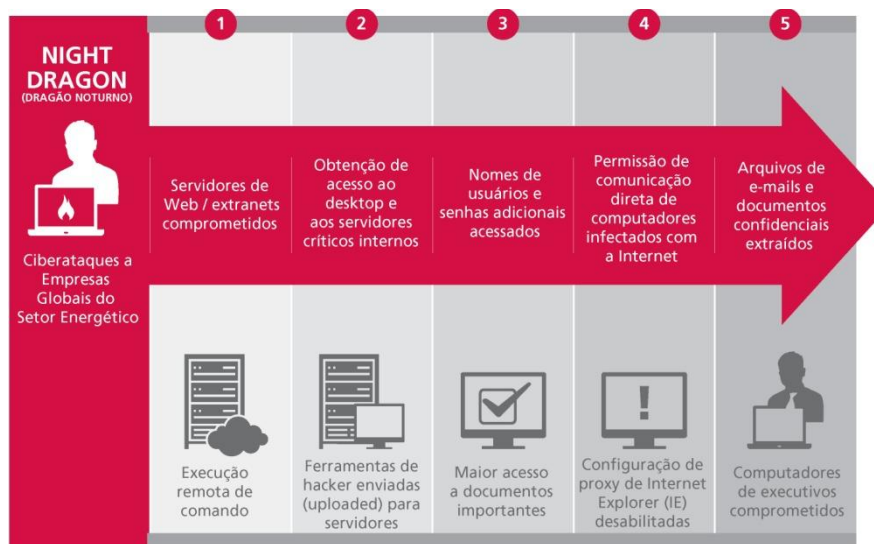 1
2
3
4
5
NIGHT
DRAGON
(DRAGÃO NOTURNO)
Ciberataques a
Empresas
Globais do
Setor Energético
Servidores de
Web / extranets
comprometidos
Obtenção de
acesso ao
desktop e
aos servidores
críticos internos
Nomes de
usuários e
senhas adicionais
acessados
Permissão de
comunicação
direta de
computadores
infectados com
a Internet
Arquivos de
e-mails e
documentos
confidenciais
extraídos
Execução
remota de
comando
Ferramentas de
hacker enviadas
(uploaded) para
servidores
Maior acesso
a documentos
importantes
!
Configuração de
proxy de Internet
Explorer (IE)
desabilitadas
Computadores
de executivos
comprometidos